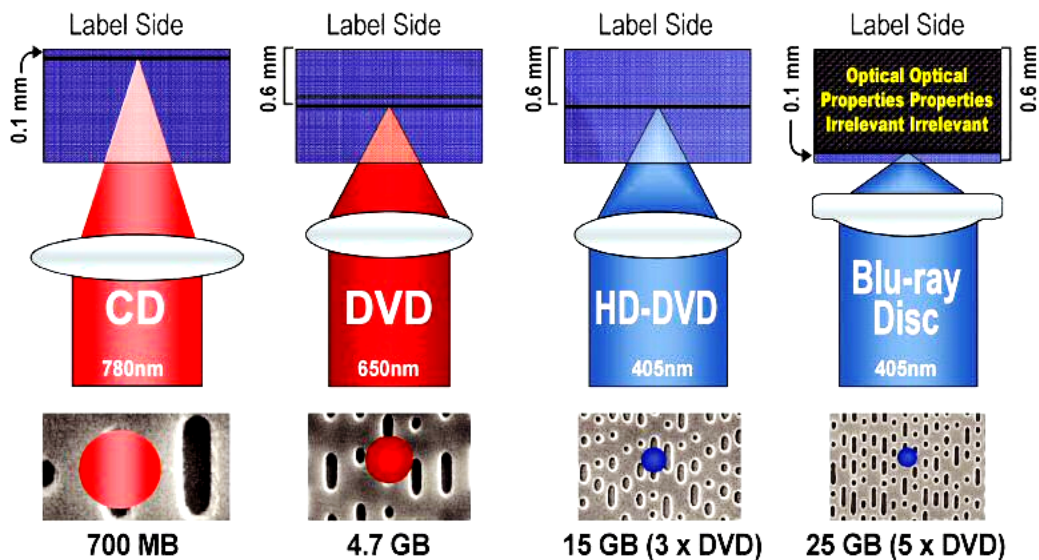 Label Side
Label Side
Label Side
Label Side
0.1 mm
0.6 mm
0.6 mm
0.1 mm
Optical Optical
Properties Properties
Irrelevant Irrelevant
0.6 mm
CD
780nm
DVD
650nm
HD-DVD
405nm
Blu-ray
Disc
405nm
700 MB
4.7 GB
15 GB (3 x DVD)
25 GB (5 x DVD)